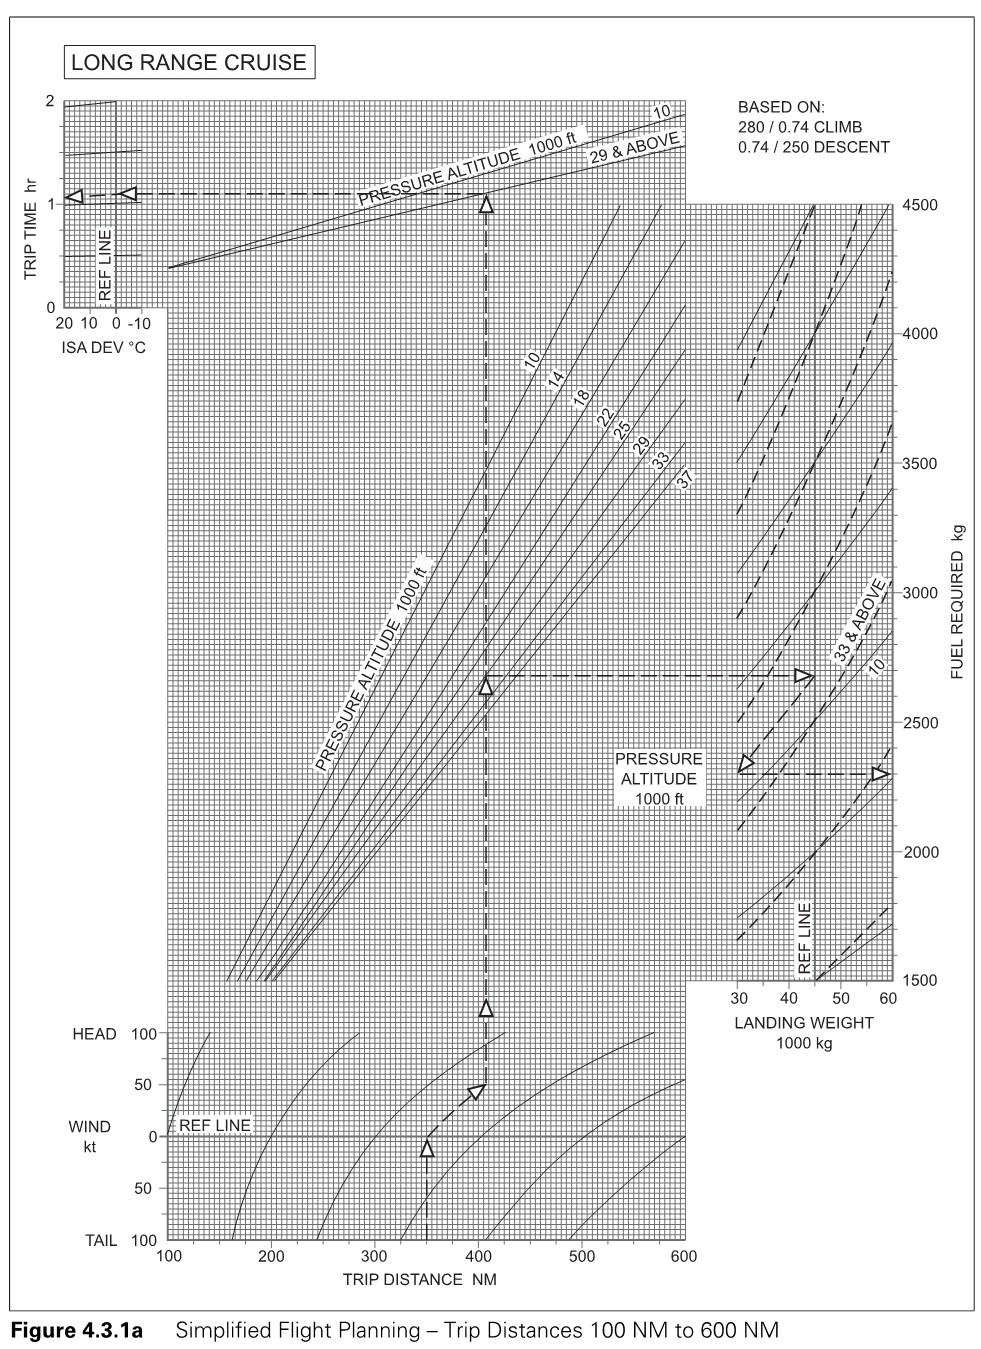 LONG RANGE CRUISE
BASED ON:
280 / 0.74 CLIMB
0.74 / 250 DESCENT
2
1
0
TRIP TIME hr
REF LINE
20 10 0 -10
ISA DEV °C
PRESSURE ALTITUDE 1000 ft
10
29 & ABOVE
10
14
18
22
25
29
33
37
PRESSURE ALTITUDE 1000 ft
4500
4000
3500
3000
2500
2000
1500
FUEL REQUIRED kg
33 & ABOVE
10
PRESSURE
ALTITUDE
1000 ft
REF LINE
30 40 50 60
LANDING WEIGHT
1000 kg
HEAD 100
50
WIND 0
kt
50
TAIL 100
REF LINE
100 200 300 400 500 600
TRIP DISTANCE NM
Figure 4.3.1a Simplified Flight Planning – Trip Distances 100 NM to 600 NM